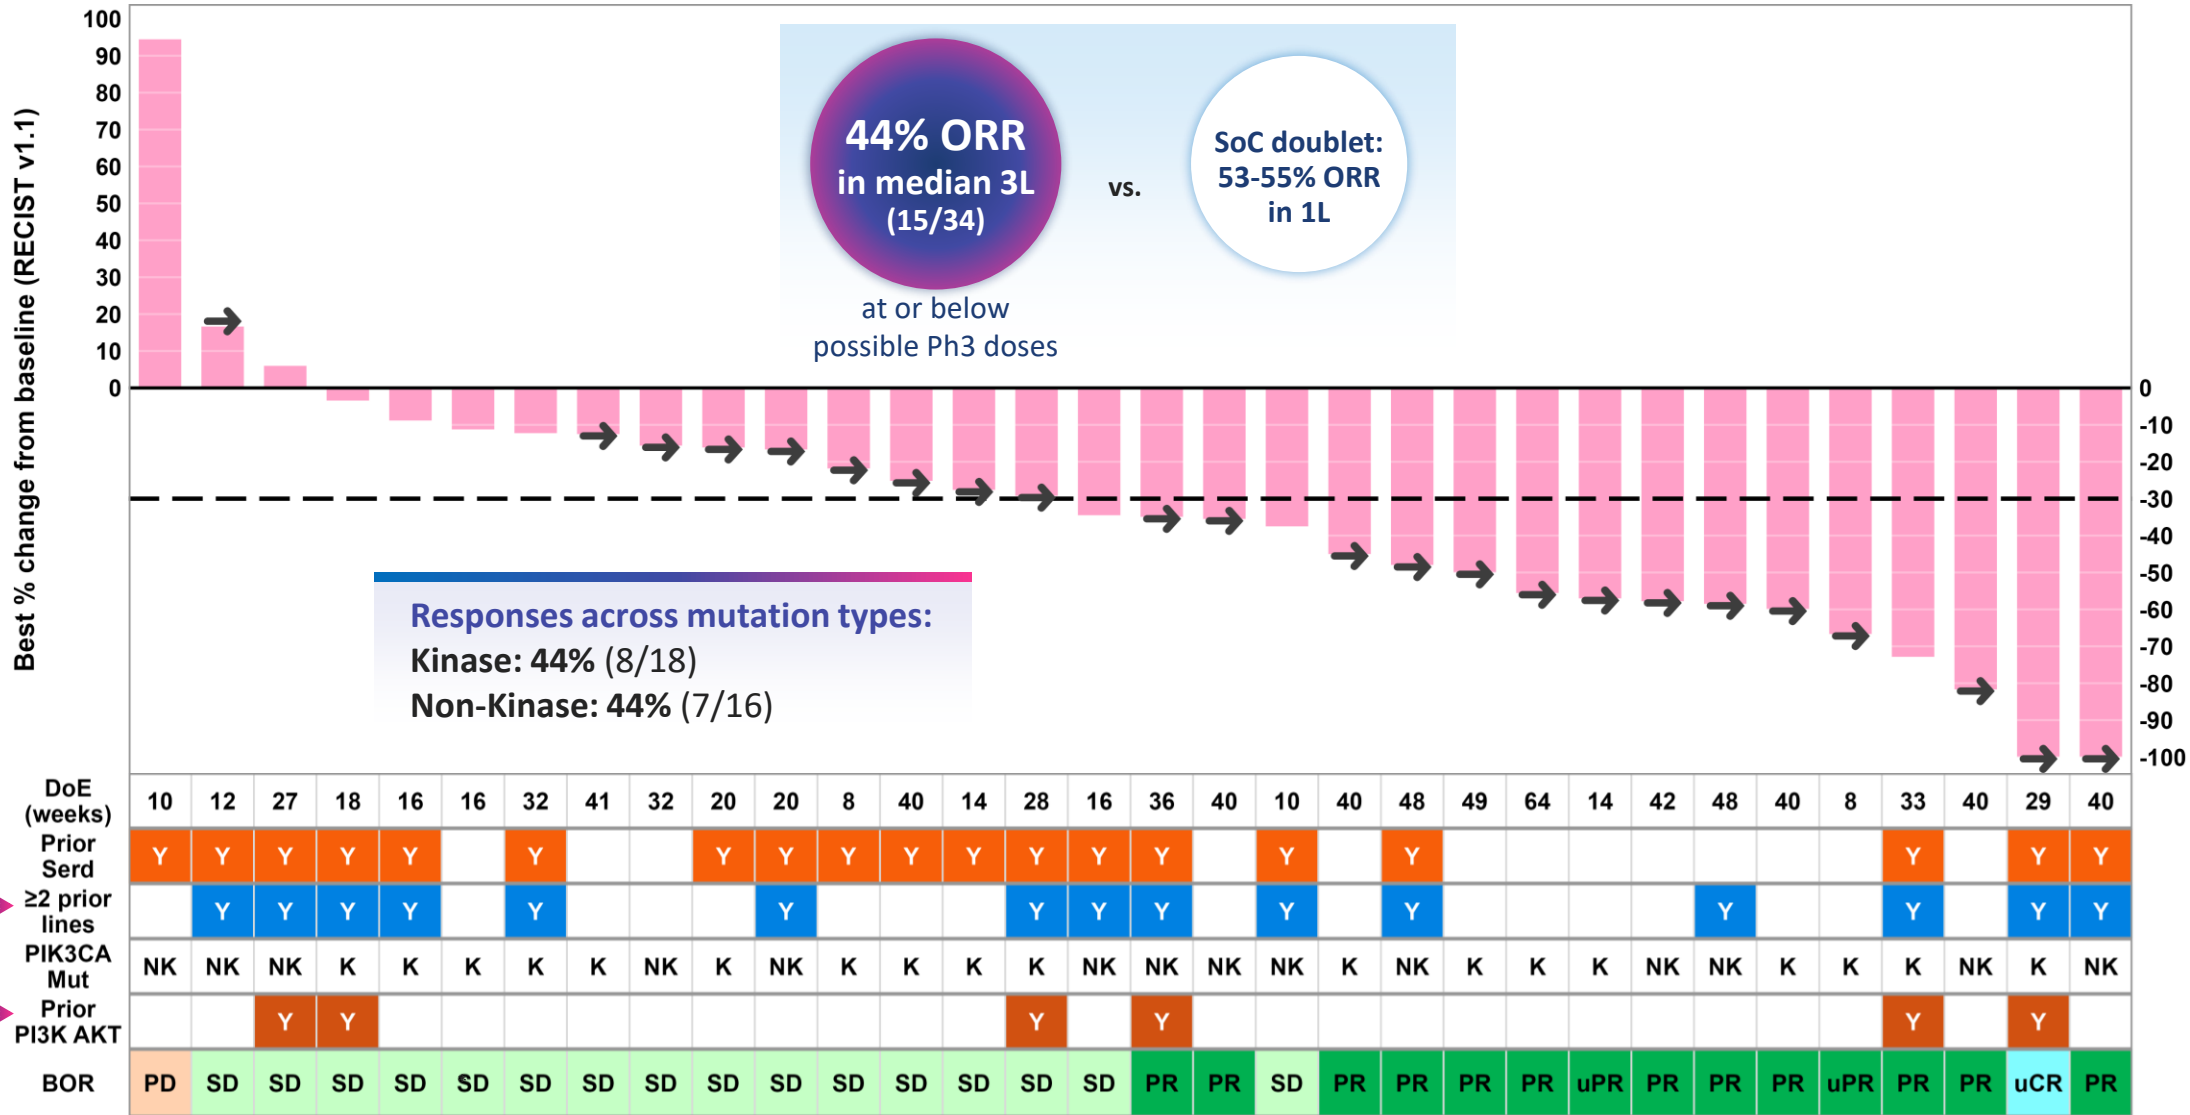 100
90
80
70
60
50
40
30
20
10
0
Best % change from baseline (RECIST v1.1)
44% ORR
in median 3L
(15/34)
at or below
possible Ph3 doses
vs.
SoC doublet:
53-55% ORR
in 1L
0
-10
-20
-30
-40
-50
-60
-70
-80
-90
-100
Responses across mutation types:
Kinase: 44% (8/18)
Non-Kinase: 44% (7/16)
DoE
(weeks)
10 12 27 18 16 16 32 41 32 20 20 8 40 14 28 16 36 40 10 40 48 49 64 14 42 48 40 8 33 40 29 40
Prior
Serd
Y Y Y Y Y Y Y Y Y Y Y Y Y Y Y Y Y Y Y
≥2 prior
lines
Y Y Y Y Y Y Y Y Y Y Y Y Y Y Y
PIK3CA
Mut
NK NK NK K K K K K NK K NK K K K K NK NK NK NK K NK K K K NK NK K K K NK K NK
Prior
PI3K AKT
Y Y Y Y Y Y
BOR
PD SD SD SD SD SD SD SD SD SD SD SD SD SD SD SD PR PR SD PR PR PR PR uPR PR PR PR uPR PR PR uCR PR